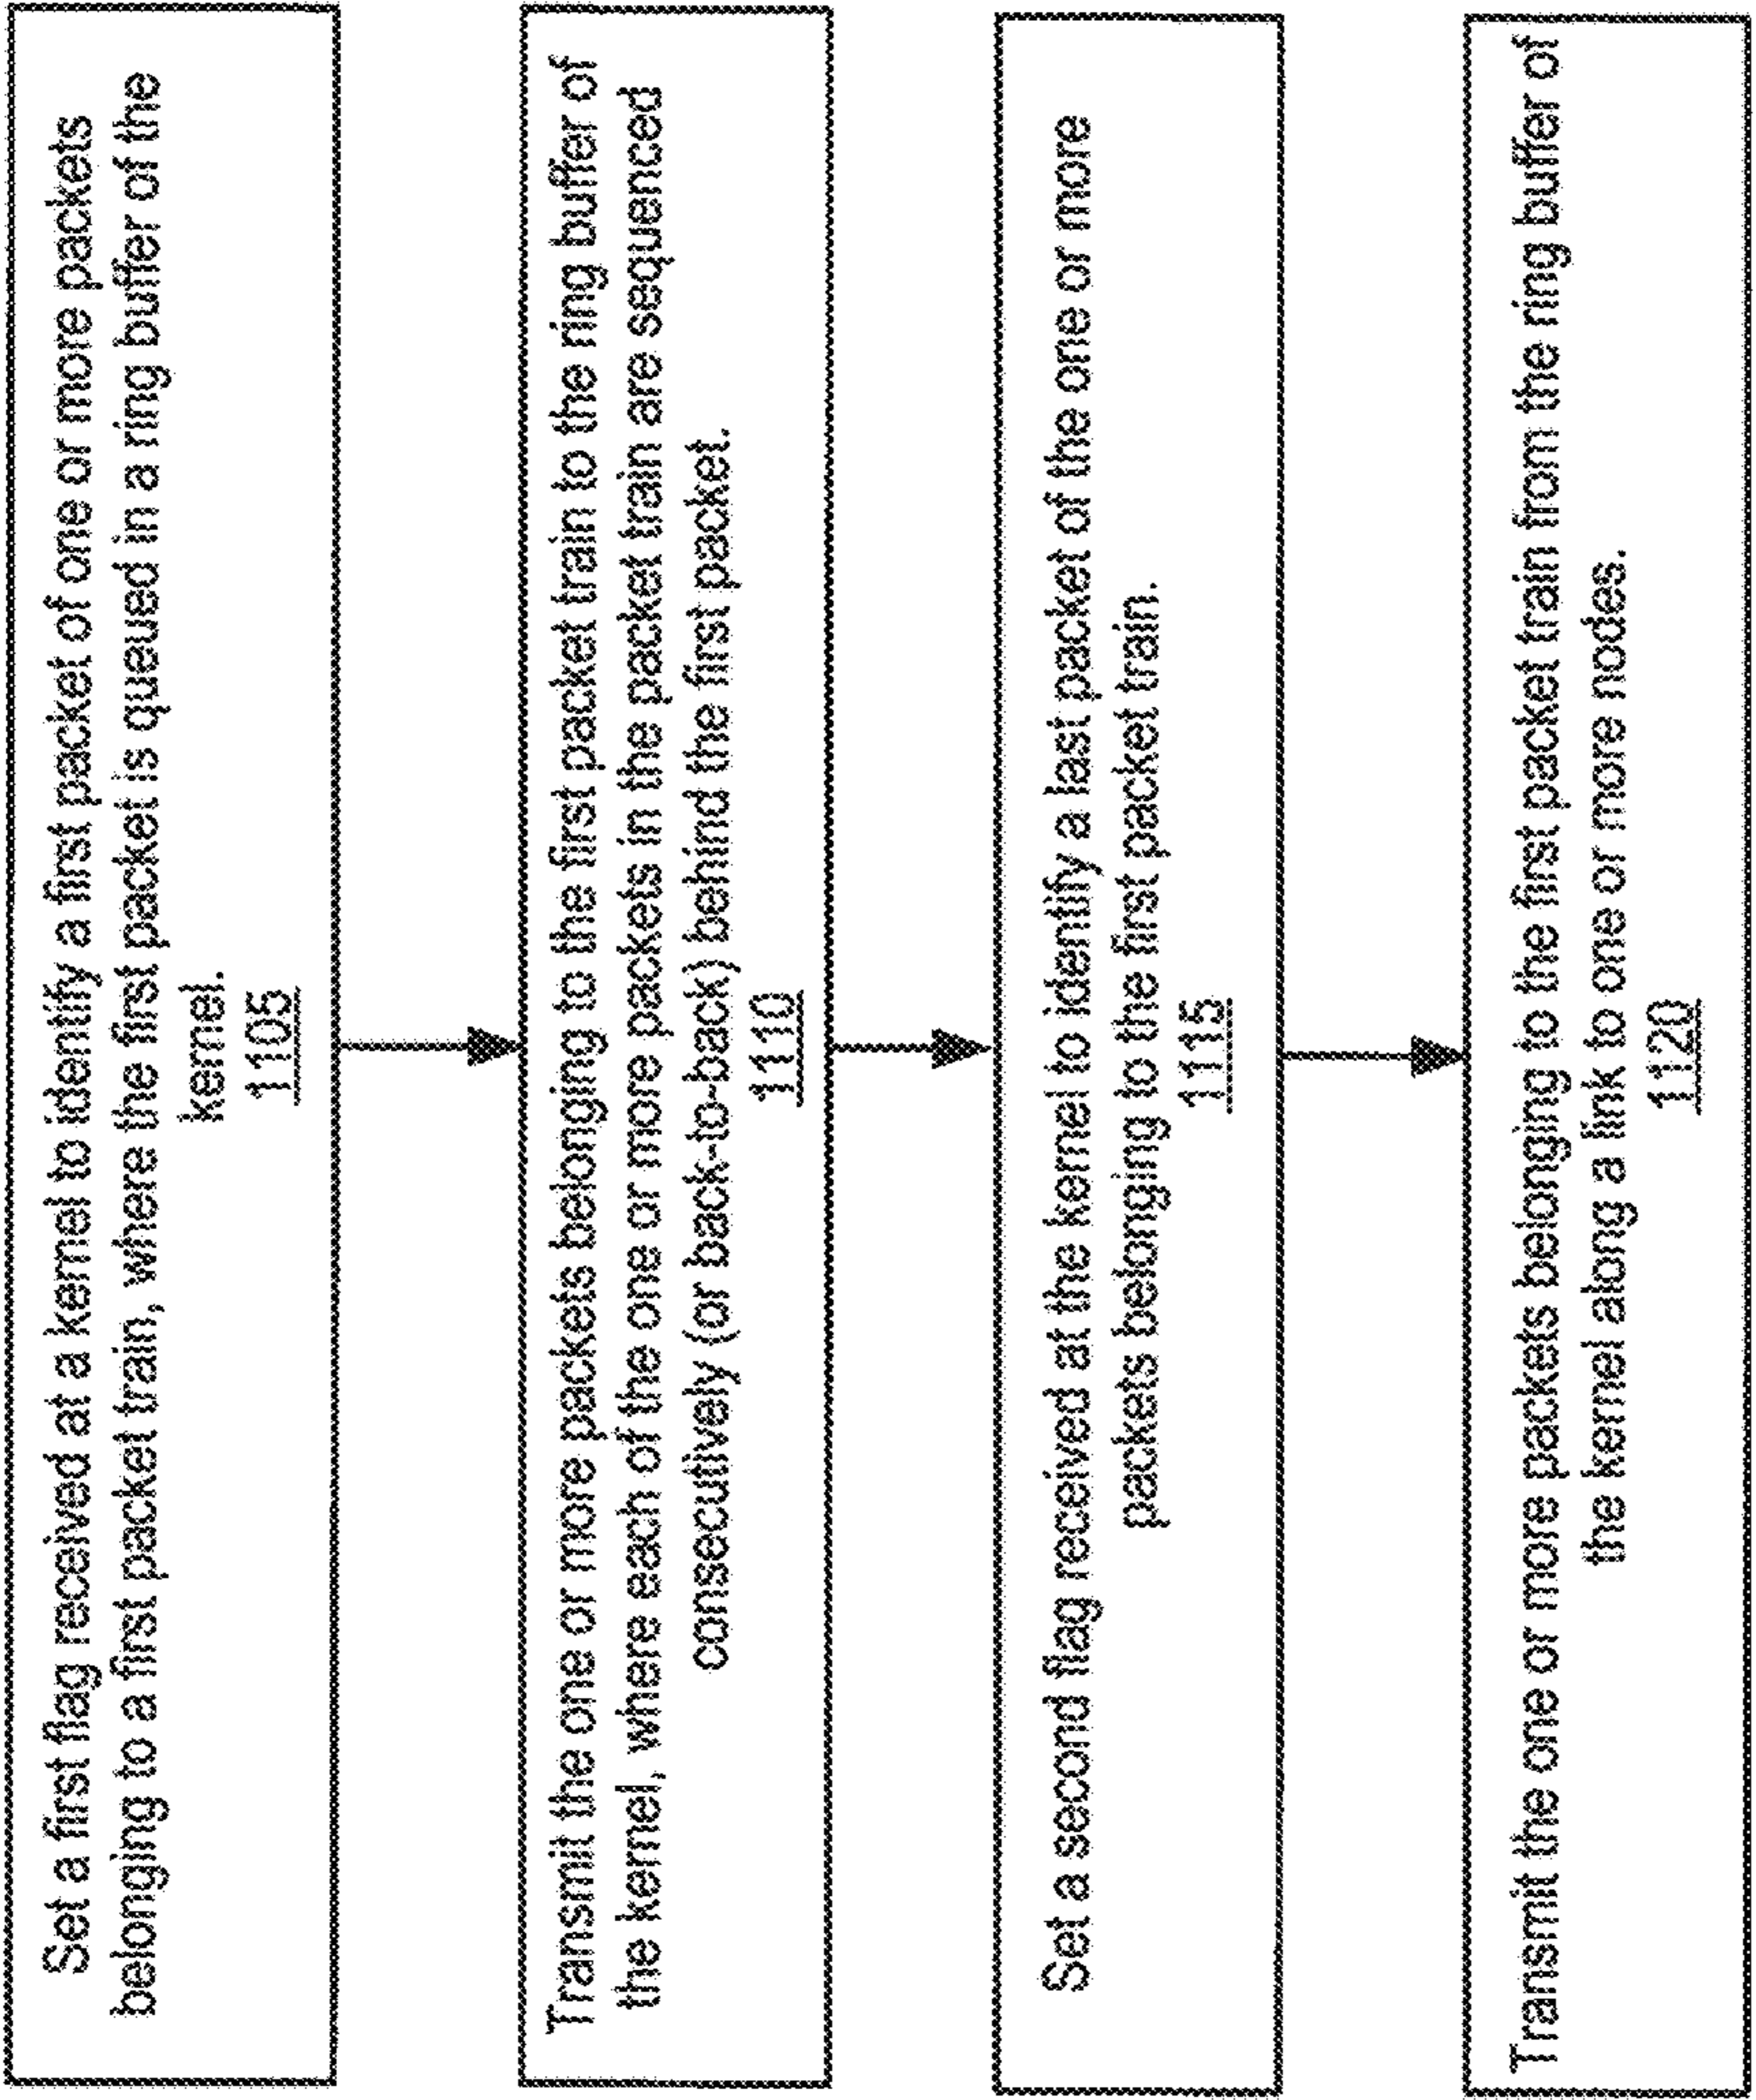 Set a first flag received at a kernel to identify a first packet of one or more packets
belonging to a first packet train, where the first packet is queued in a ring buffer of the
kernel.
1105
Transmit the one or more packets belonging to the first packet train to the ring buffer of
the kernel, where each of the one or more packets in the packet train are sequenced
consecutively (or back-to-back) behind the first packet.
1110
Set a second flag received at the kernel to identify a last packet of the one or more
packets belonging to the first packet train.
1115
Transmit the one or more packets belonging to the first packet train from the ring buffer of
the kernel along a link to one or more nodes.
1120